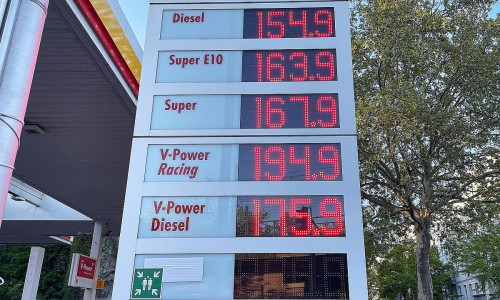 Diesel 154.9
Super E10 163.9
Super 167.9
V-Power
Racing 194.9
V-Power
Diesel 175.9